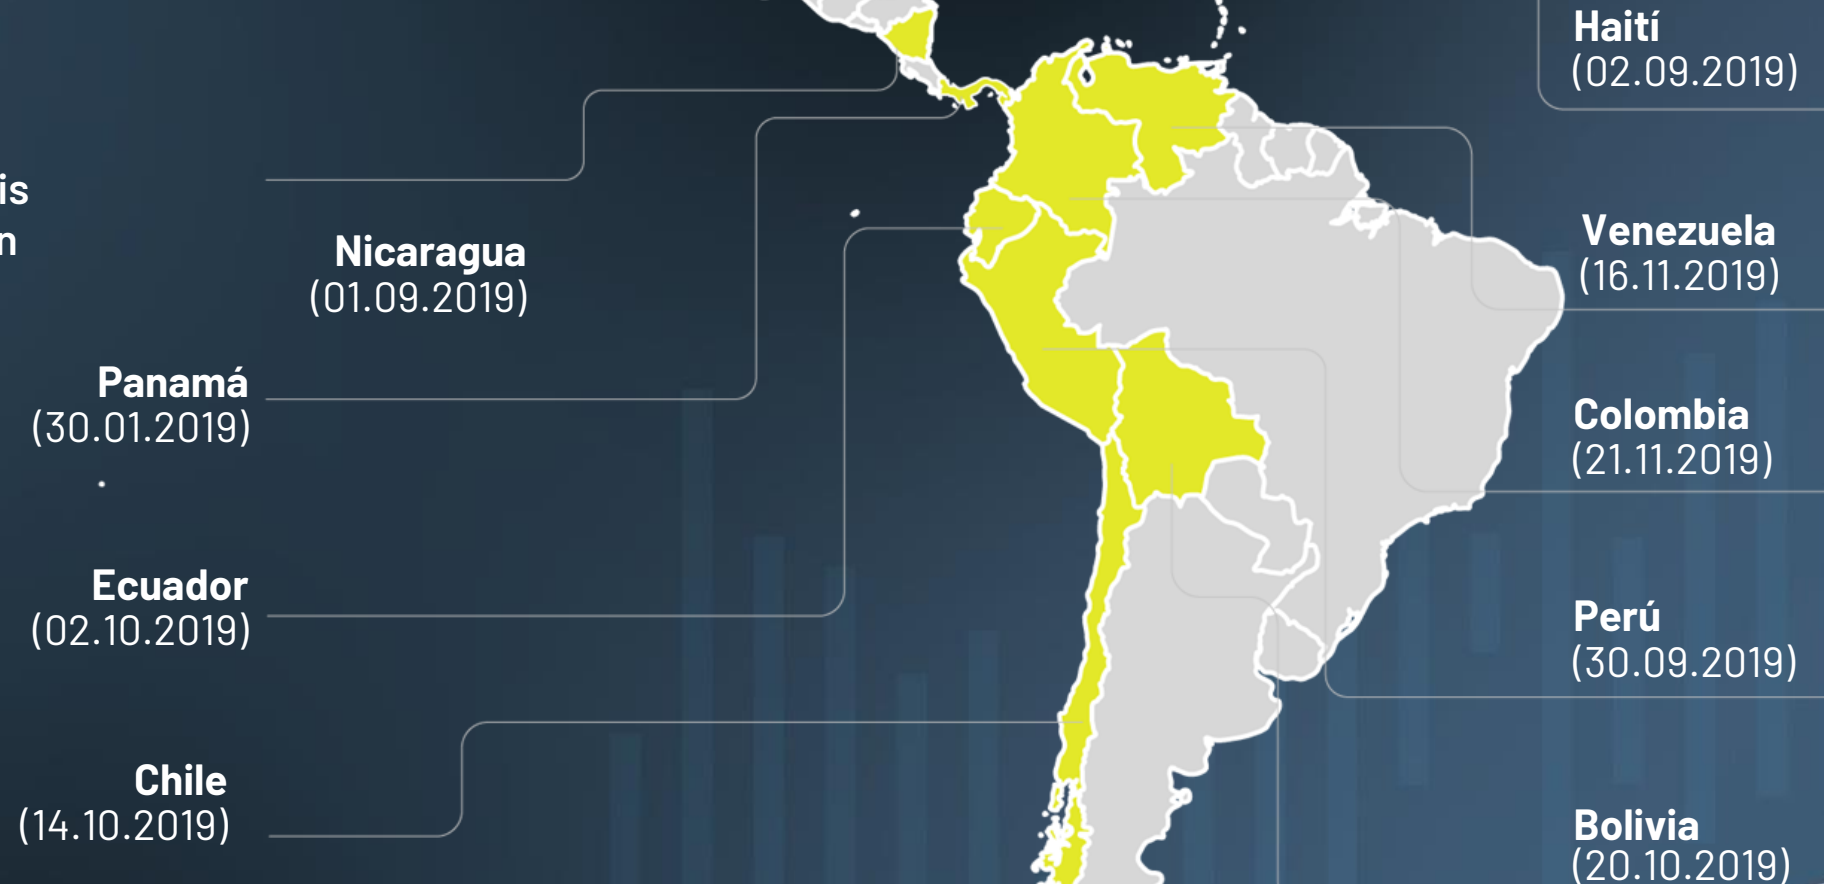 is
n
Nicaragua
(01.09.2019)
Panamá
(30.01.2019)
Ecuador
(02.10.2019)
Chile
(14.10.2019)
Haití
(02.09.2019)
Venezuela
(16.11.2019)
Colombia
(21.11.2019)
Perú
(30.09.2019)
Bolivia
(20.10.2019)